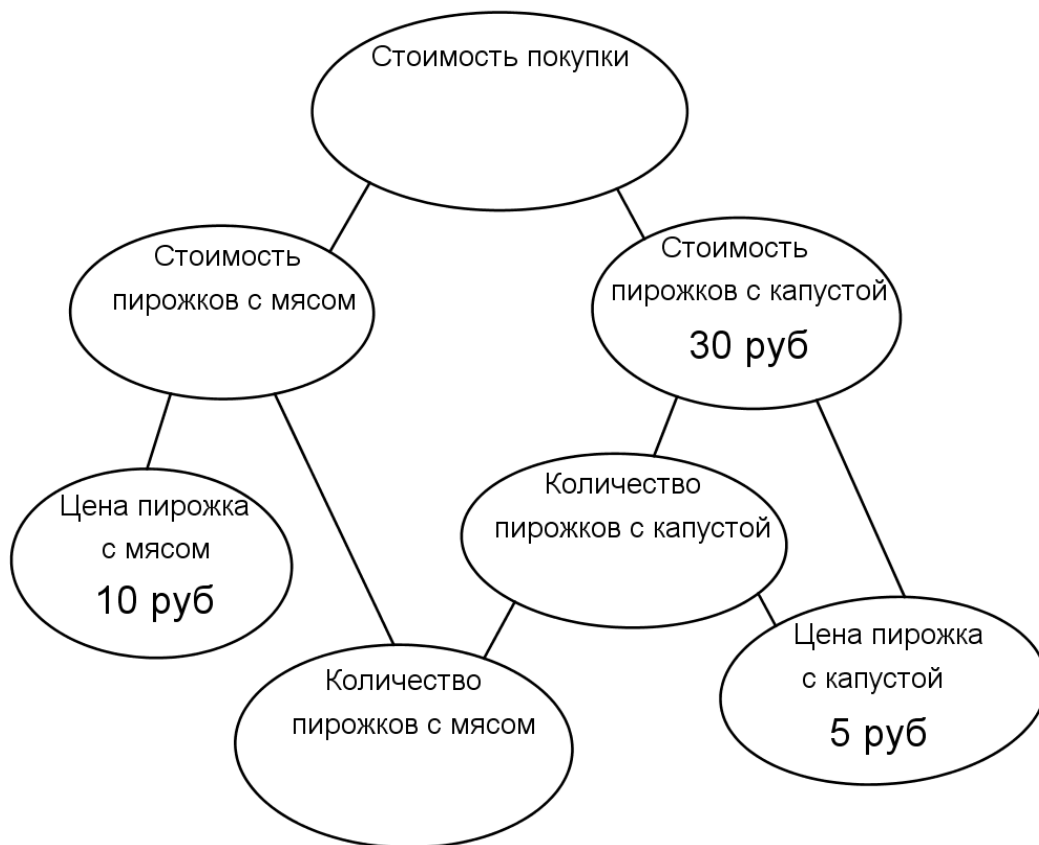 Стоимость покупки
Стоимость
пирожков с мясом
Стоимость
пирожков с капустой
30 руб
Цена пирожка
с мясом
10 руб
Количество
пирожков с капустой
Количество
пирожков с мясом
Цена пирожка
с капустой
5 руб